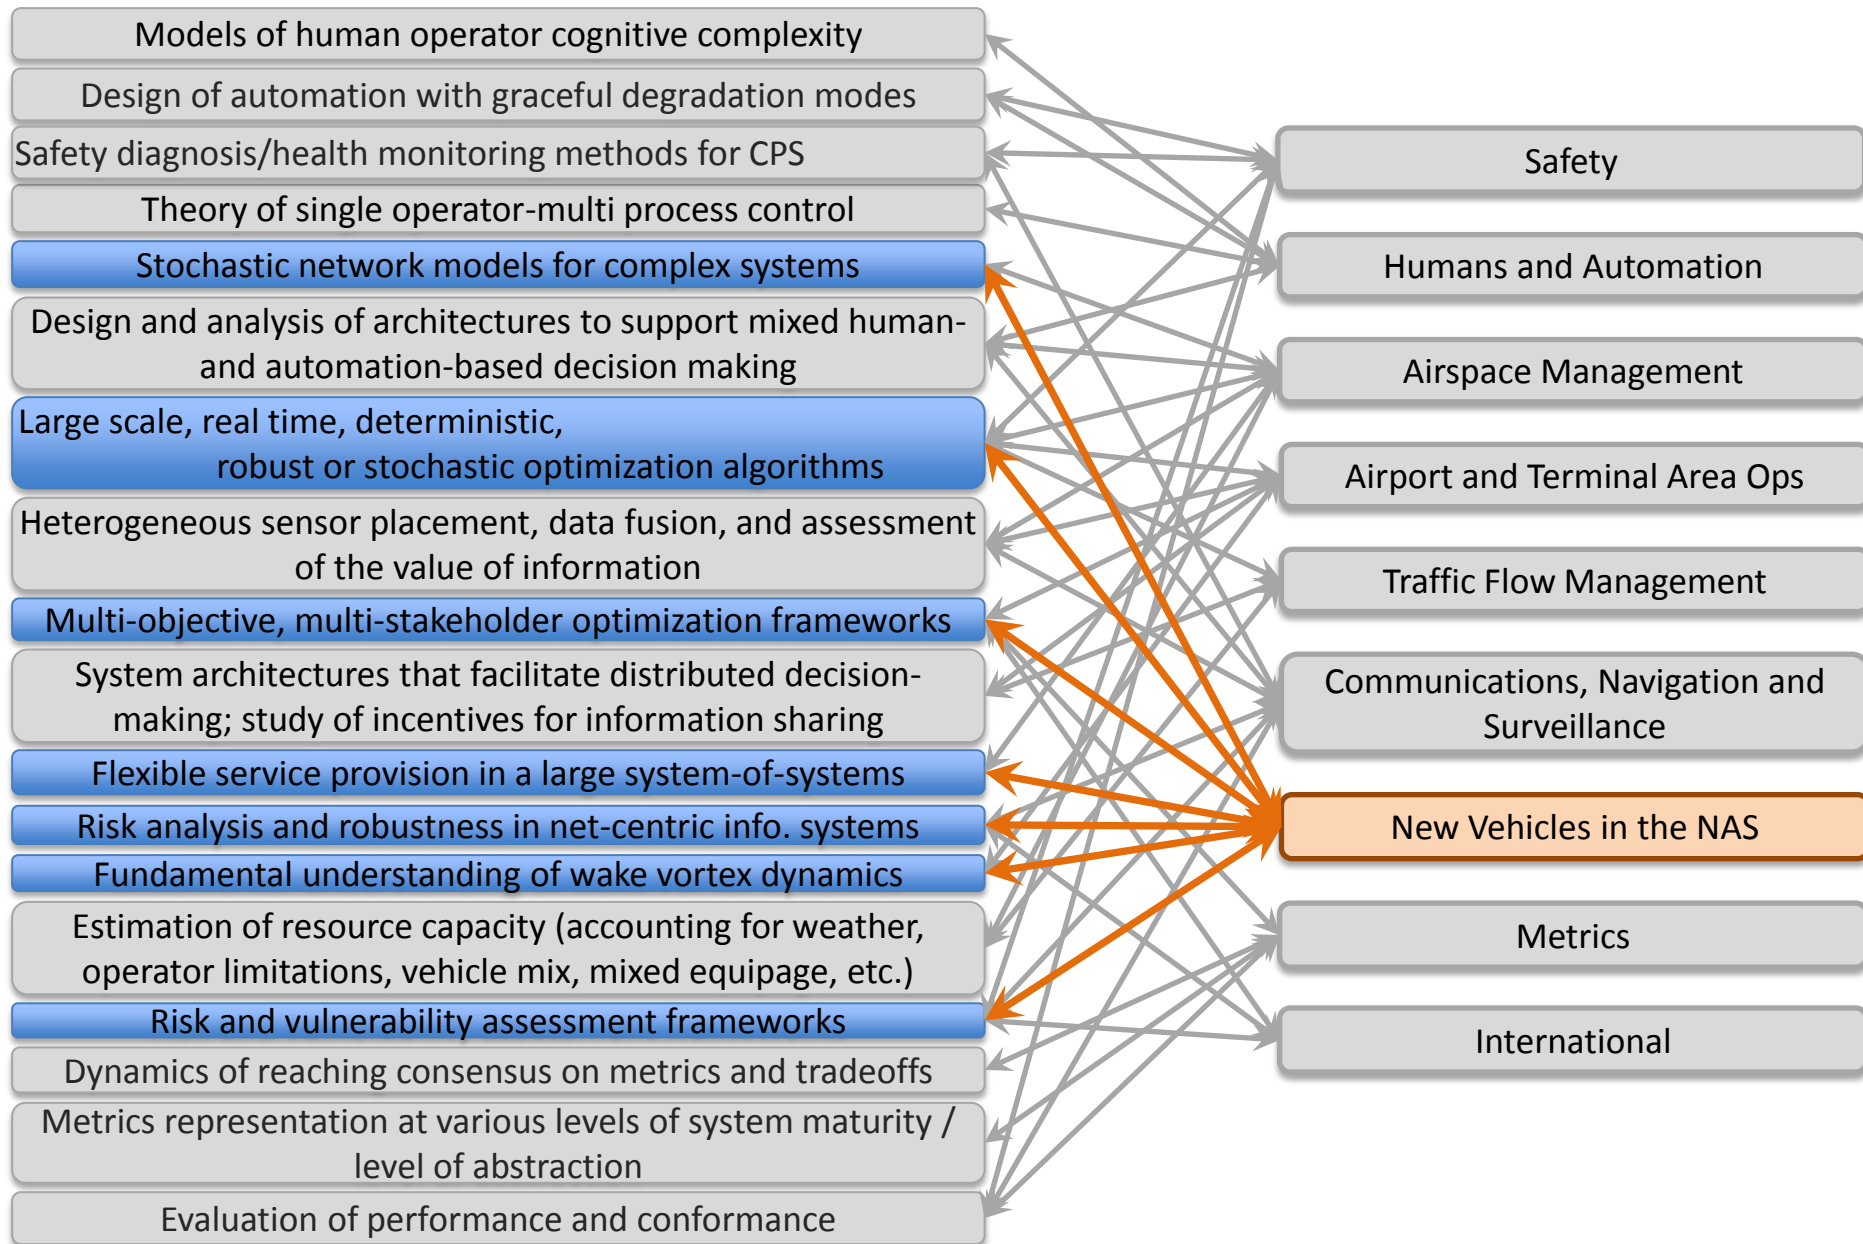 Models of human operator cognitive complexity
Design of automation with graceful degradation modes
Safety diagnosis/health monitoring methods for CPS
Theory of single operator-multi process control
Stochastic network models for complex systems
Design and analysis of architectures to support mixed human-
and automation-based decision making
Large scale, real time, deterministic,
robust or stochastic optimization algorithms
Heterogeneous sensor placement, data fusion, and assessment
of the value of information
Multi-objective, multi-stakeholder optimization frameworks
System architectures that facilitate distributed decision-
making; study of incentives for information sharing
Flexible service provision in a large system-of-systems
Risk analysis and robustness in net-centric info. systems
Fundamental understanding of wake vortex dynamics
Estimation of resource capacity (accounting for weather,
operator limitations, vehicle mix, mixed equipage, etc.)
Risk and vulnerability assessment frameworks
Dynamics of reaching consensus on metrics and tradeoffs
Metrics representation at various levels of system maturity /
level of abstraction
Evaluation of performance and conformance
Safety
Humans and Automation
Airspace Management
Airport and Terminal Area Ops
Traffic Flow Management
Communications, Navigation and
Surveillance
New Vehicles in the NAS
Metrics
International